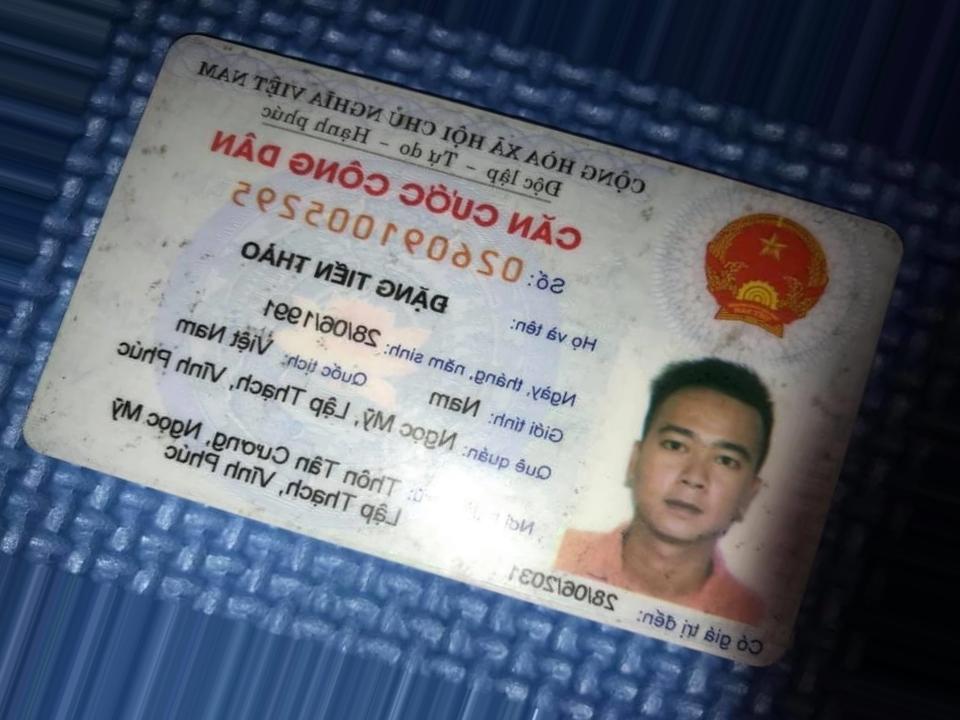 CỘNG HÒA XÃ HỘI CHỦ NGHĨA VIỆT NAM
Độc lập - Tự do - Hạnh phúc
CĂN CƯỚC CÔNG DÂN
Số: 026091005295
Họ và tên: ĐẶNG TIẾN THẢO
Ngày, tháng, năm sinh: 28/06/1991
Giới tính: Nam Quốc tịch: Việt Nam
Quê quán: Ngọc Mỹ, Lập Thạch, Vĩnh Phúc
Nơi Thôn Tân Cương, Ngọc Mỹ,
Lập Thạch, Vĩnh Phúc
Có giá trị đến: 28/06/2031